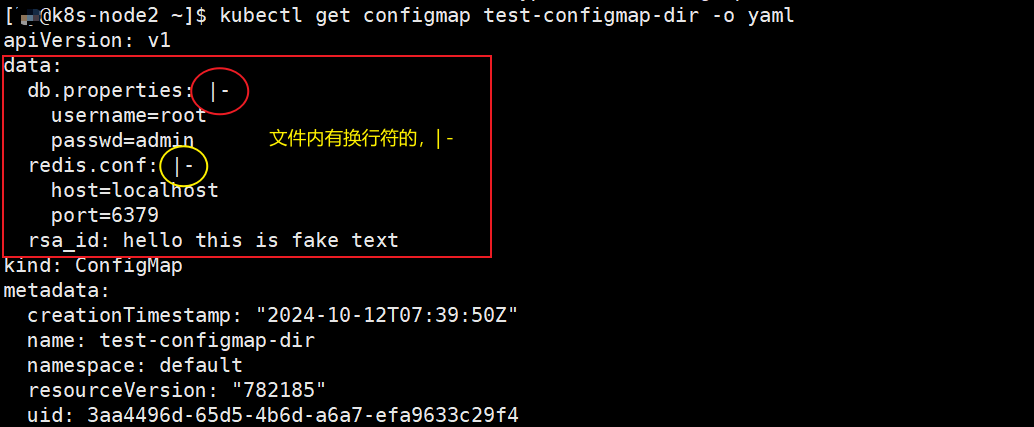 [@k8s-node2 ~]$ kubectl get configmap test-configmap-dir -o yaml
apiVersion: v1
data:
  db.properties: |-
    username=root
    passwd=admin
文件内有换行符的，|-
  redis.conf: |-
    host=localhost
    port=6379
  rsa_id: hello this is fake text
kind: ConfigMap
metadata:
  creationTimestamp: "2024-10-12T07:39:50Z"
  name: test-configmap-dir
  namespace: default
  resourceVersion: "782185"
  uid: 3aa4496d-65d5-4b6d-a6a7-efa9633c29f4